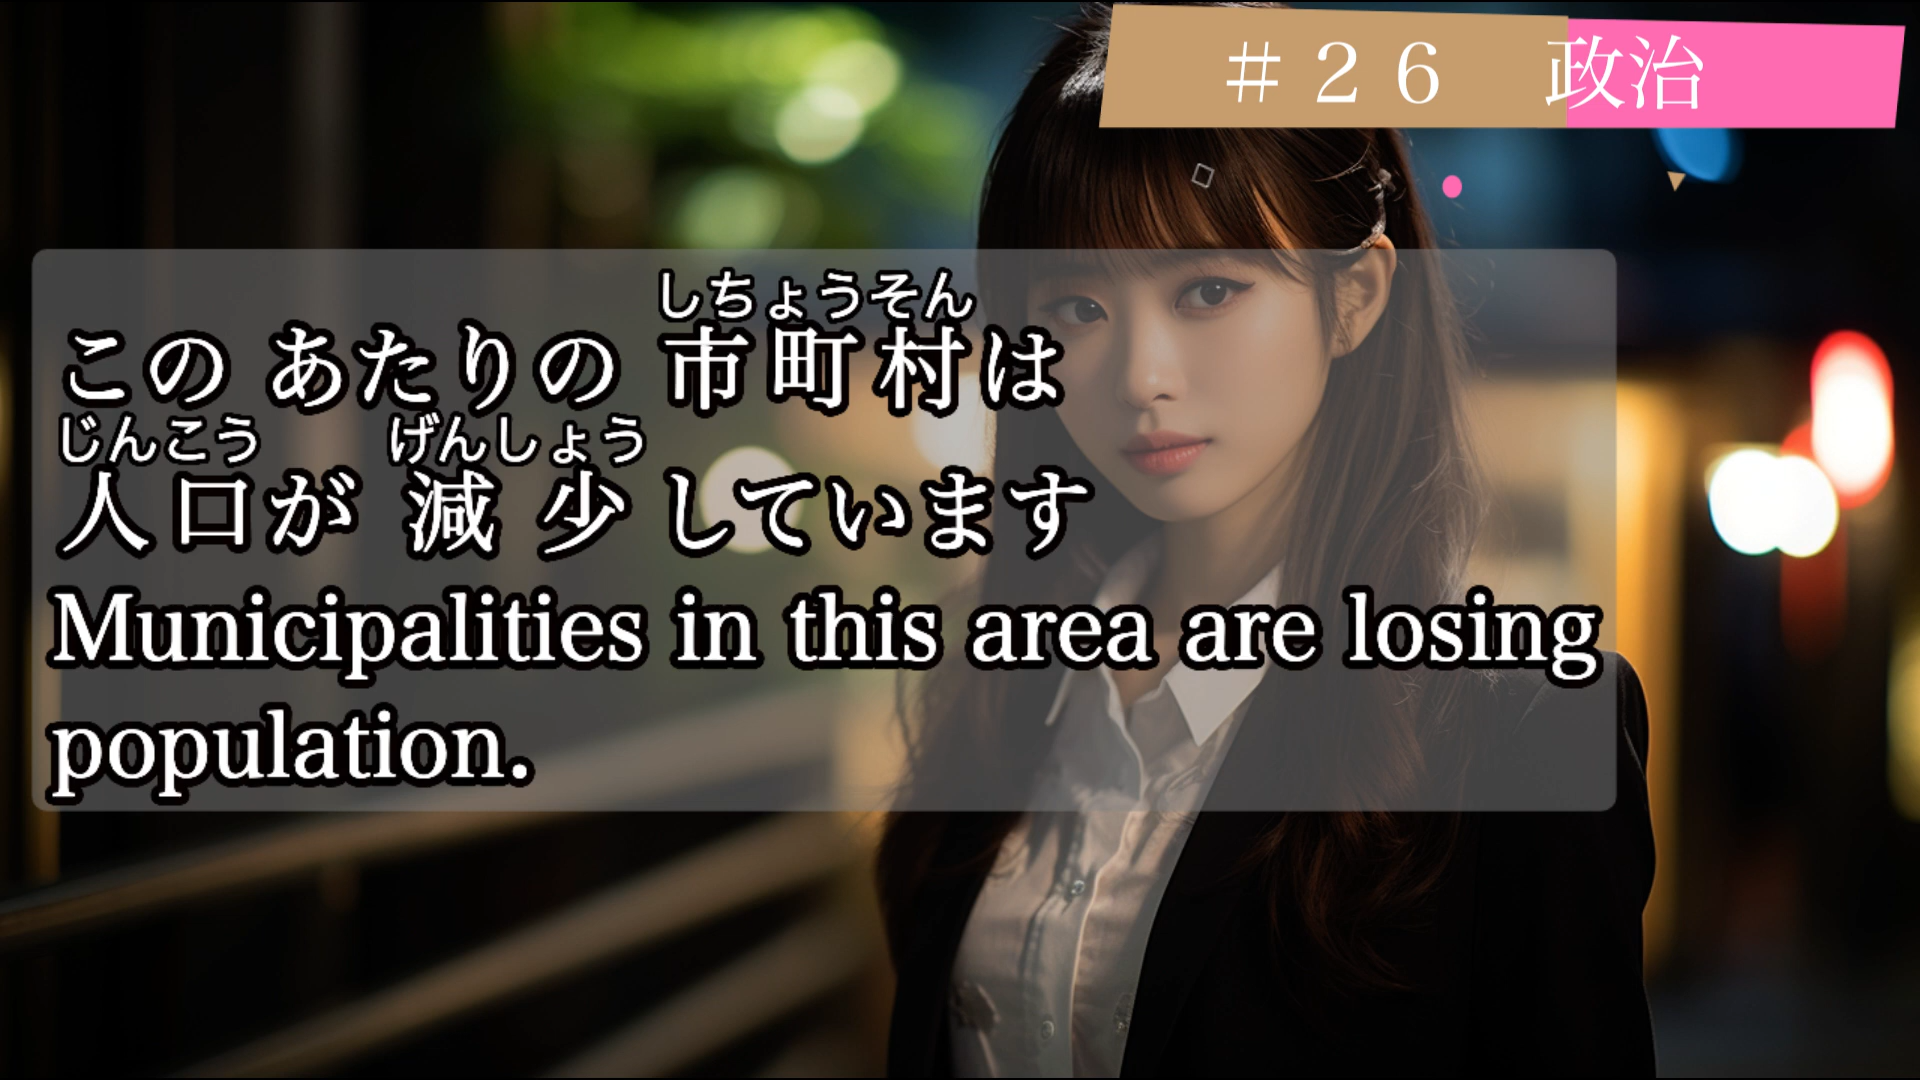 ＃２６　政治
しちょうそん
この あたりの 市町村は
じんこう げんしょう
人口が 減少しています
Municipalities in this area are losing
population.